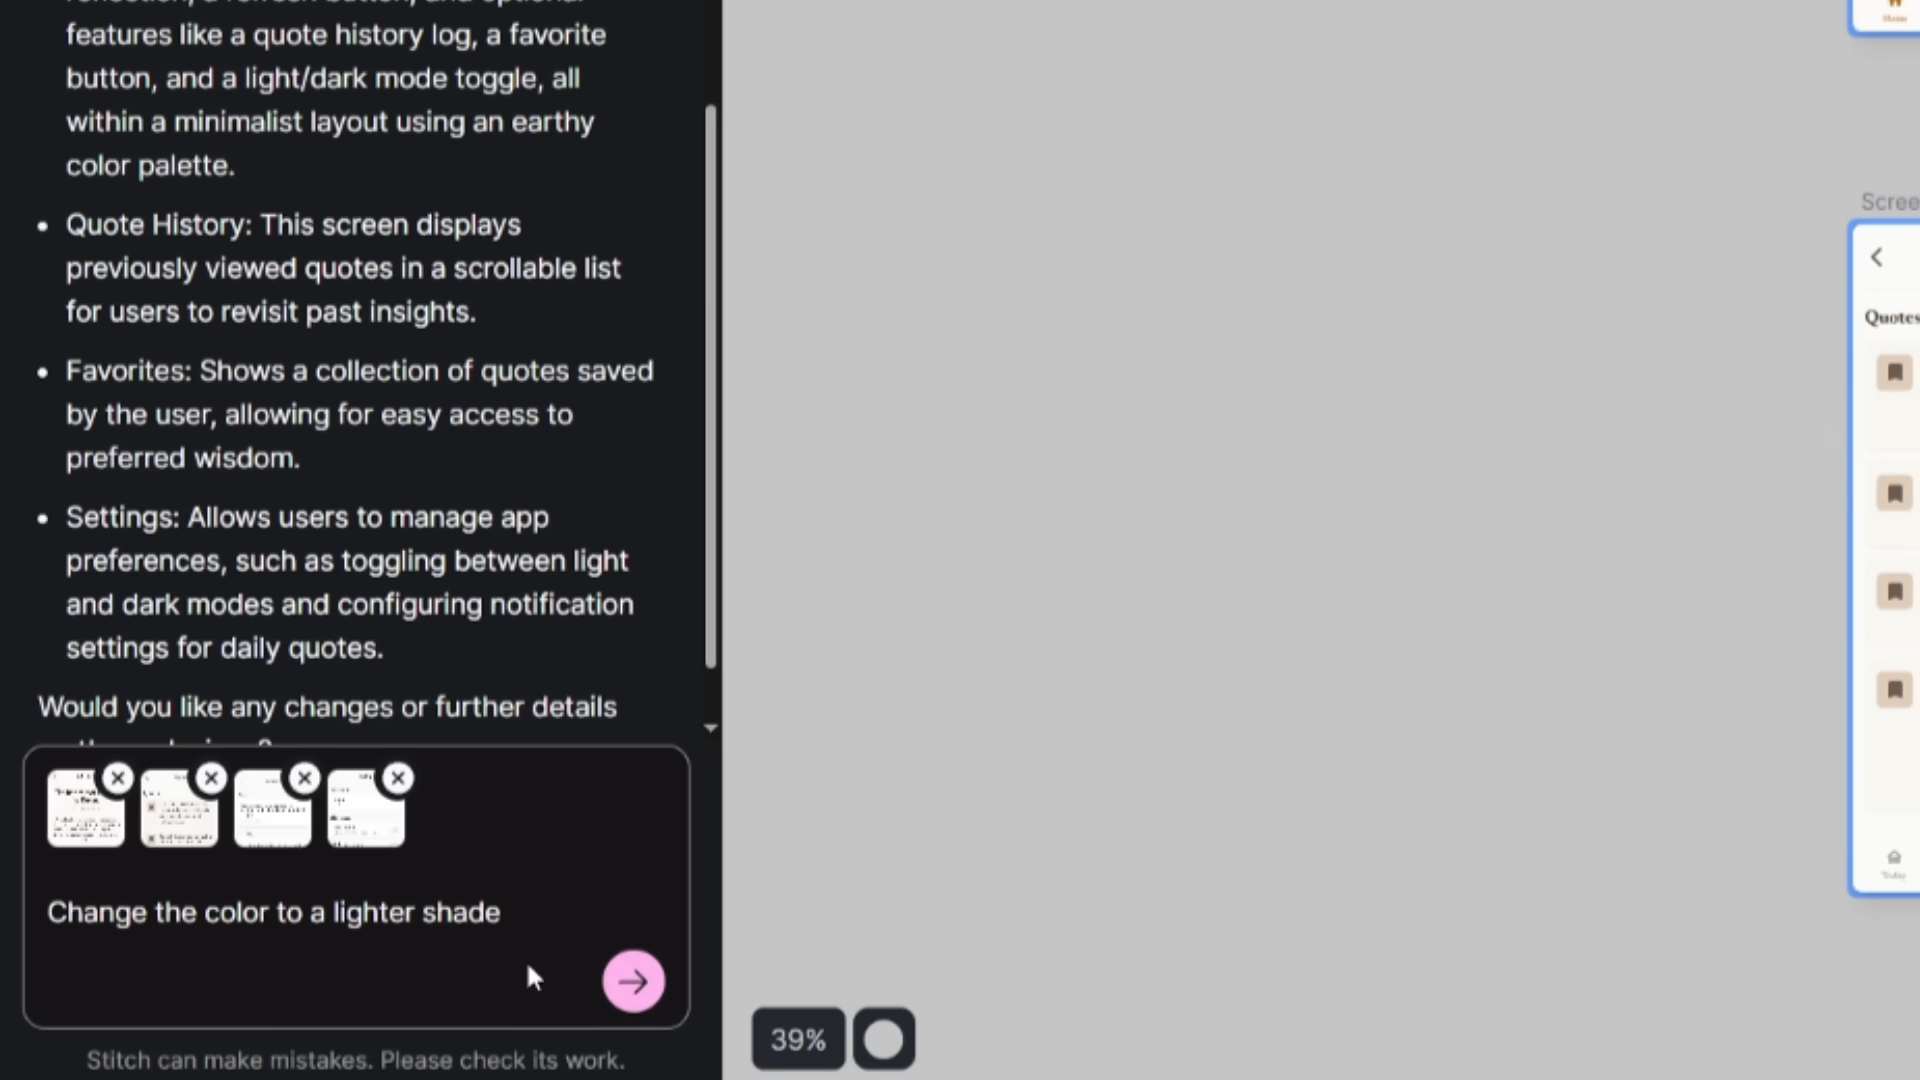 features like a quote history log, a favorite
button, and a light/dark mode toggle, all
within a minimalist layout using an earthy
color palette.
• Quote History: This screen displays
previously viewed quotes in a scrollable list
for users to revisit past insights.
• Favorites: Shows a collection of quotes saved
by the user, allowing for easy access to
preferred wisdom.
• Settings: Allows users to manage app
preferences, such as toggling between light
and dark modes and configuring notification
settings for daily quotes.
Would you like any changes or further details
Change the color to a lighter shade
Stitch can make mistakes. Please check its work.
39%
Home
Scree
Quotes
Today